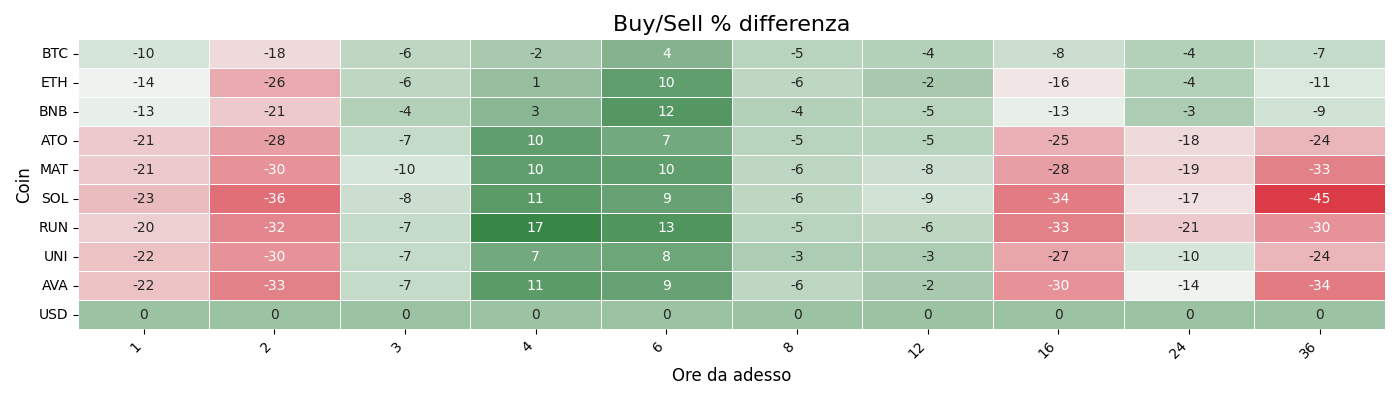 Buy/Sell % differenza
Coin
BTC -10 -18 -6 -2 4 -5 -4 -8 -4 -7
ETH -14 -26 -6 1 10 -6 -2 -16 -4 -11
BNB -13 -21 -4 3 12 -4 -5 -13 -3 -9
ATO -21 -28 -7 10 7 -5 -5 -25 -18 -24
MAT -21 -30 -10 10 10 -6 -8 -28 -19 -33
SOL -23 -36 -8 11 9 -6 -9 -34 -17 -45
RUN -20 -32 -7 17 13 -5 -6 -33 -21 -30
UNI -22 -30 -7 7 8 -3 -3 -27 -10 -24
AVA -22 -33 -7 11 9 -6 -2 -30 -14 -34
USD 0 0 0 0 0 0 0 0 0 0
1 2 3 4 6 8 12 16 24 36
Ore da adesso